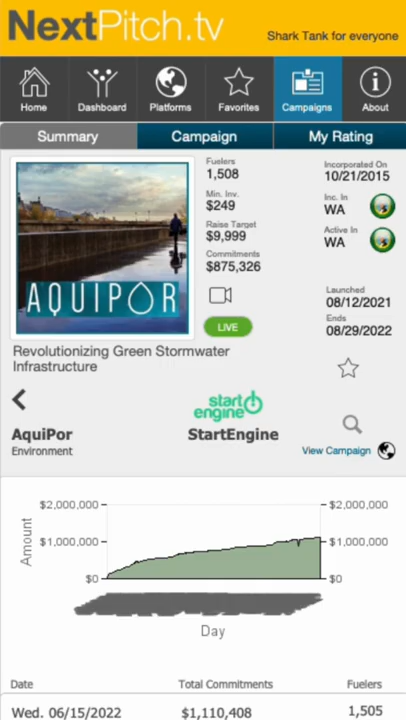 NextPitch.tv
Shark Tank for everyone
Home Dashboard Platforms Favorites Campaigns About
Summary Campaign My Rating
AQUIPOR
Fuelers
1,508
Min. Inv.
$249
Raise Target
$9,999
Commitments
$875,326
LIVE
Incorporated On
10/21/2015
Inc. In
WA
Active In
WA
Launched
08/12/2021
Ends
08/29/2022
Revolutionizing Green Stormwater
Infrastructure
start
engine
AquiPor
Environment
StartEngine
View Campaign
Amount
$2,000,000 $2,000,000
$1,000,000 $1,000,000
$0 $0
Day
Date Total Commitments Fuelers
Wed. 06/15/2022 $1,110,408 1,505